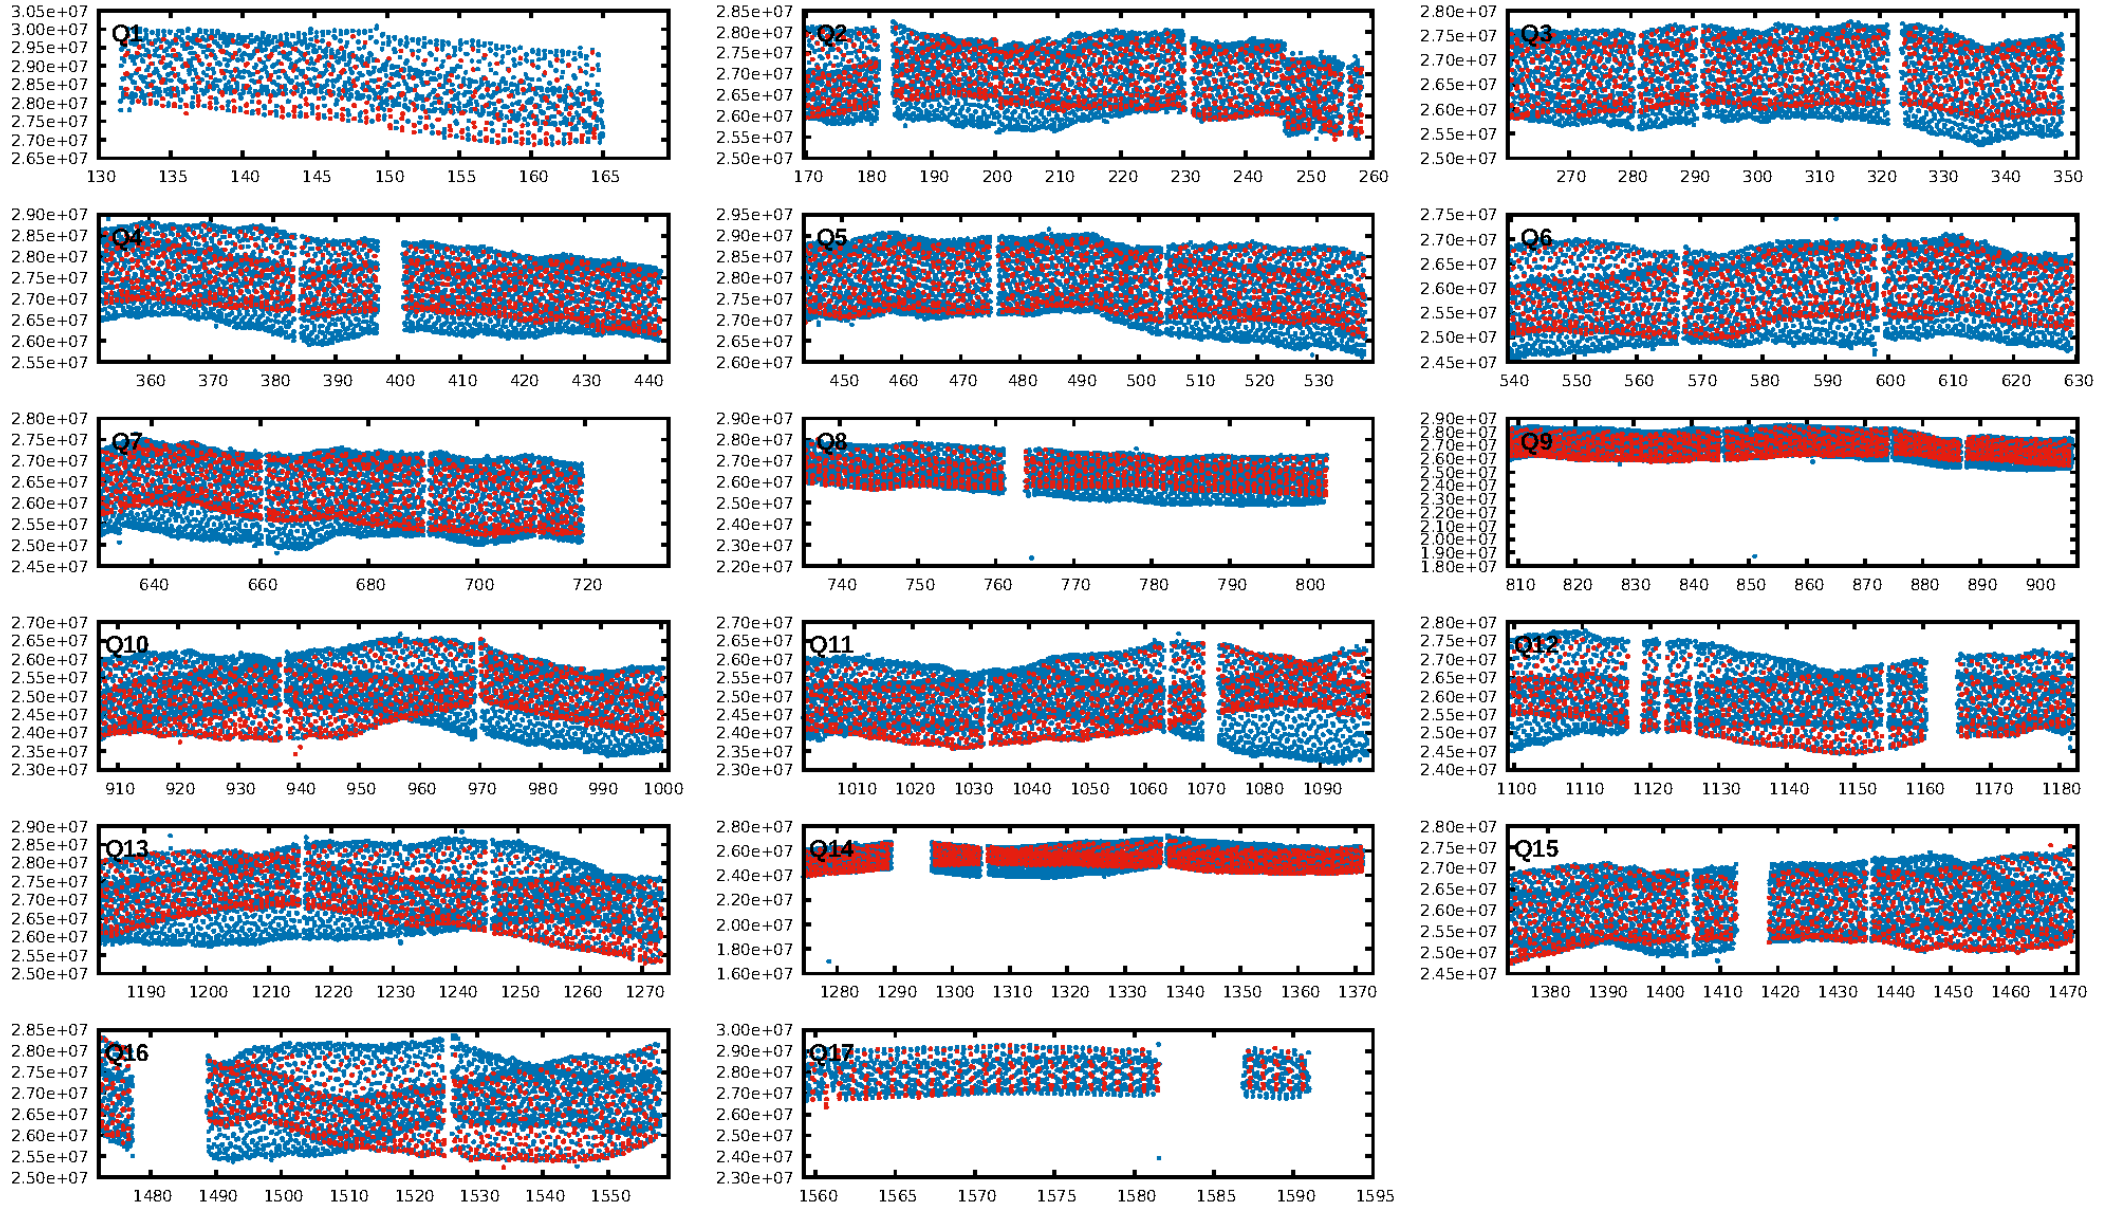 Q1
3.05e+07
3.00e+07
2.95e+07
2.90e+07
2.85e+07
2.80e+07
2.75e+07
2.70e+07
2.65e+07
130 135 140 145 150 155 160 165
Q2
2.85e+07
2.80e+07
2.75e+07
2.70e+07
2.65e+07
2.60e+07
2.55e+07
2.50e+07
170 180 190 200 210 220 230 240 250 260
Q3
2.80e+07
2.75e+07
2.70e+07
2.65e+07
2.60e+07
2.55e+07
2.50e+07
270 280 290 300 310 320 330 340 350
Q4
2.90e+07
2.85e+07
2.80e+07
2.75e+07
2.70e+07
2.65e+07
2.60e+07
2.55e+07
360 370 380 390 400 410 420 430 440
Q5
2.95e+07
2.90e+07
2.85e+07
2.80e+07
2.75e+07
2.70e+07
2.65e+07
2.60e+07
450 460 470 480 490 500 510 520 530
Q6
2.75e+07
2.70e+07
2.65e+07
2.60e+07
2.55e+07
2.50e+07
2.45e+07
540 550 560 570 580 590 600 610 620 630
Q7
2.80e+07
2.75e+07
2.70e+07
2.65e+07
2.60e+07
2.55e+07
2.50e+07
2.45e+07
640 660 680 700 720
Q8
2.90e+07
2.80e+07
2.70e+07
2.60e+07
2.50e+07
2.40e+07
2.30e+07
2.20e+07
740 750 760 770 780 790 800
Q9
2.90e+07
2.80e+07
2.70e+07
2.60e+07
2.50e+07
2.40e+07
2.30e+07
2.20e+07
2.10e+07
2.00e+07
1.90e+07
1.80e+07
810 820 830 840 850 860 870 880 890 900
Q10
2.70e+07
2.65e+07
2.60e+07
2.55e+07
2.50e+07
2.45e+07
2.40e+07
2.35e+07
2.30e+07
910 920 930 940 950 960 970 980 990 1000
Q11
2.70e+07
2.65e+07
2.60e+07
2.55e+07
2.50e+07
2.45e+07
2.40e+07
2.35e+07
2.30e+07
1010 1020 1030 1040 1050 1060 1070 1080 1090
Q12
2.80e+07
2.75e+07
2.70e+07
2.65e+07
2.60e+07
2.55e+07
2.50e+07
2.45e+07
2.40e+07
1100 1110 1120 1130 1140 1150 1160 1170 1180
Q13
2.90e+07
2.85e+07
2.80e+07
2.75e+07
2.70e+07
2.65e+07
2.60e+07
2.55e+07
2.50e+07
1190 1200 1210 1220 1230 1240 1250 1260 1270
Q14
2.80e+07
2.60e+07
2.40e+07
2.20e+07
2.00e+07
1.80e+07
1.60e+07
1280 1290 1300 1310 1320 1330 1340 1350 1360 1370
Q15
2.80e+07
2.75e+07
2.70e+07
2.65e+07
2.60e+07
2.55e+07
2.50e+07
2.45e+07
1380 1390 1400 1410 1420 1430 1440 1450 1460 1470
Q16
2.85e+07
2.80e+07
2.75e+07
2.70e+07
2.65e+07
2.60e+07
2.55e+07
2.50e+07
1480 1490 1500 1510 1520 1530 1540 1550
Q17
3.00e+07
2.90e+07
2.80e+07
2.70e+07
2.60e+07
2.50e+07
2.40e+07
2.30e+07
1560 1565 1570 1575 1580 1585 1590 1595